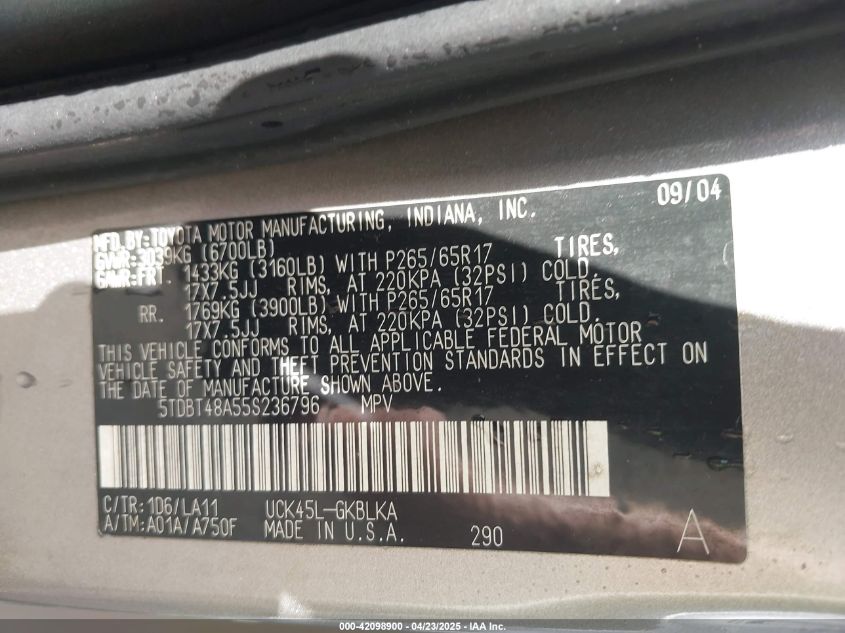 09/04
MFD.BY:TOYOTA MOTOR MANUFACTURING, INDIANA, INC.
GVWR:3039KG (6700LB)
GAWR:FRT. 1433KG (3160LB) WITH P265/65R17 TIRES,
17X7.5JJ RIMS, AT 220KPA (32PSI) COLD.
RR. 1769KG (3900LB) WITH P265/65R17 TIRES,
17X7.5JJ RIMS, AT 220KPA (32PSI) COLD.
THIS VEHICLE CONFORMS TO ALL APPLICABLE FEDERAL MOTOR
VEHICLE SAFETY AND THEFT PREVENTION STANDARDS IN EFFECT ON
THE DATE OF MANUFACTURE SHOWN ABOVE.
5TDBT48A55S236796 MPV
C/TR: 1D6/LA11 UCK45L-GKBLKA
A/TM: A01A/A750F MADE IN U.S.A. 290 A
000-42098900 - 04/23/2025 - IAA Inc.